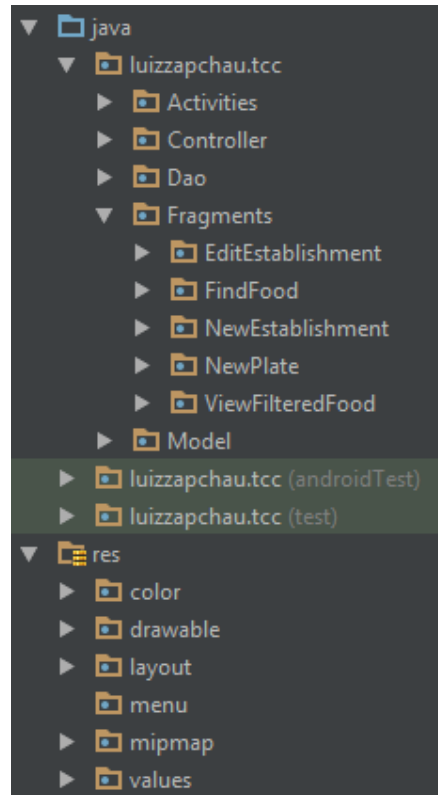 java
luizzapchau.tcc
Activities
Controller
Dao
Fragments
EditEstablishment
FindFood
NewEstablishment
NewPlate
ViewFilteredFood
Model
luizzapchau.tcc (androidTest)
luizzapchau.tcc (test)
res
color
drawable
layout
menu
mipmap
values